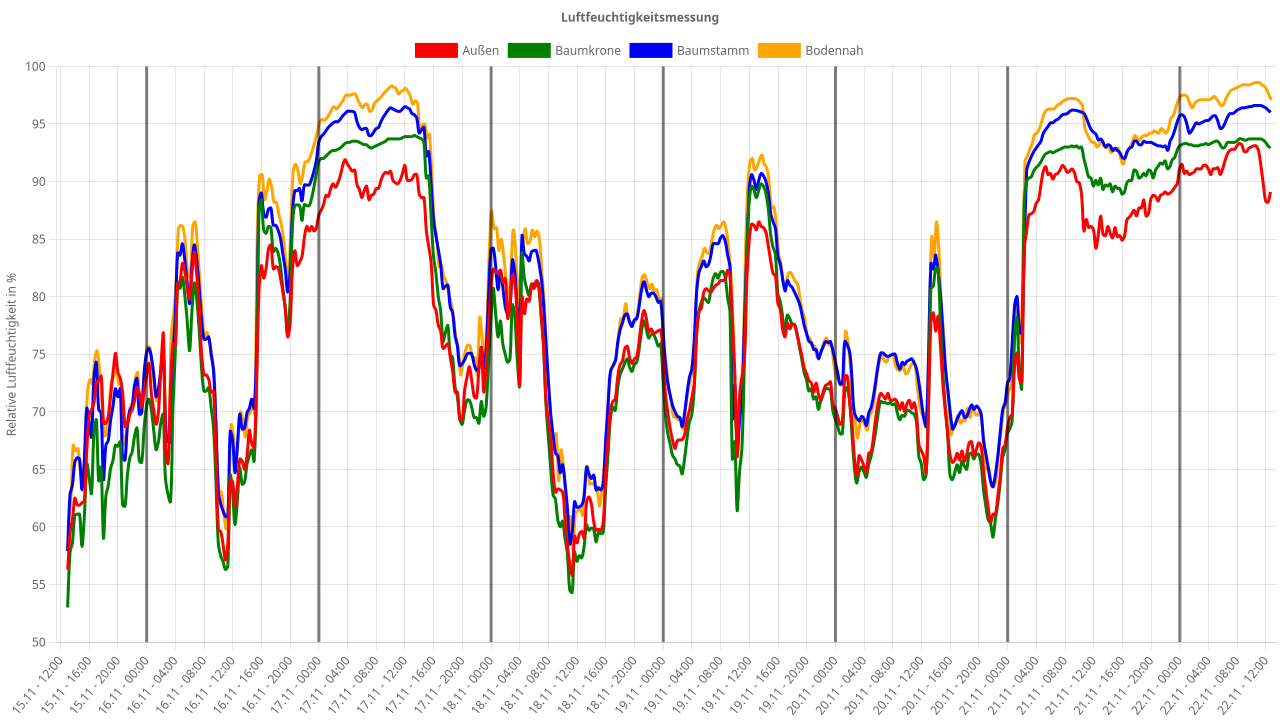 Luftfeuchtigkeitsmessung
Außen Baumkrone Baumstamm Bodennah
Relative Luftfeuchtigkeit in %
100
95
90
85
80
75
70
65
60
55
50
15.11 - 12:00
15.11 - 16:00
15.11 - 20:00
16.11 - 00:00
16.11 - 04:00
16.11 - 08:00
16.11 - 12:00
16.11 - 16:00
16.11 - 20:00
17.11 - 00:00
17.11 - 04:00
17.11 - 08:00
17.11 - 12:00
17.11 - 16:00
17.11 - 20:00
18.11 - 00:00
18.11 - 04:00
18.11 - 08:00
18.11 - 12:00
18.11 - 16:00
18.11 - 20:00
19.11 - 00:00
19.11 - 04:00
19.11 - 08:00
19.11 - 12:00
19.11 - 16:00
19.11 - 20:00
20.11 - 00:00
20.11 - 04:00
20.11 - 08:00
20.11 - 12:00
20.11 - 16:00
20.11 - 20:00
21.11 - 00:00
21.11 - 04:00
21.11 - 08:00
21.11 - 12:00
21.11 - 16:00
21.11 - 20:00
22.11 - 00:00
22.11 - 04:00
22.11 - 08:00
22.11 - 12:00